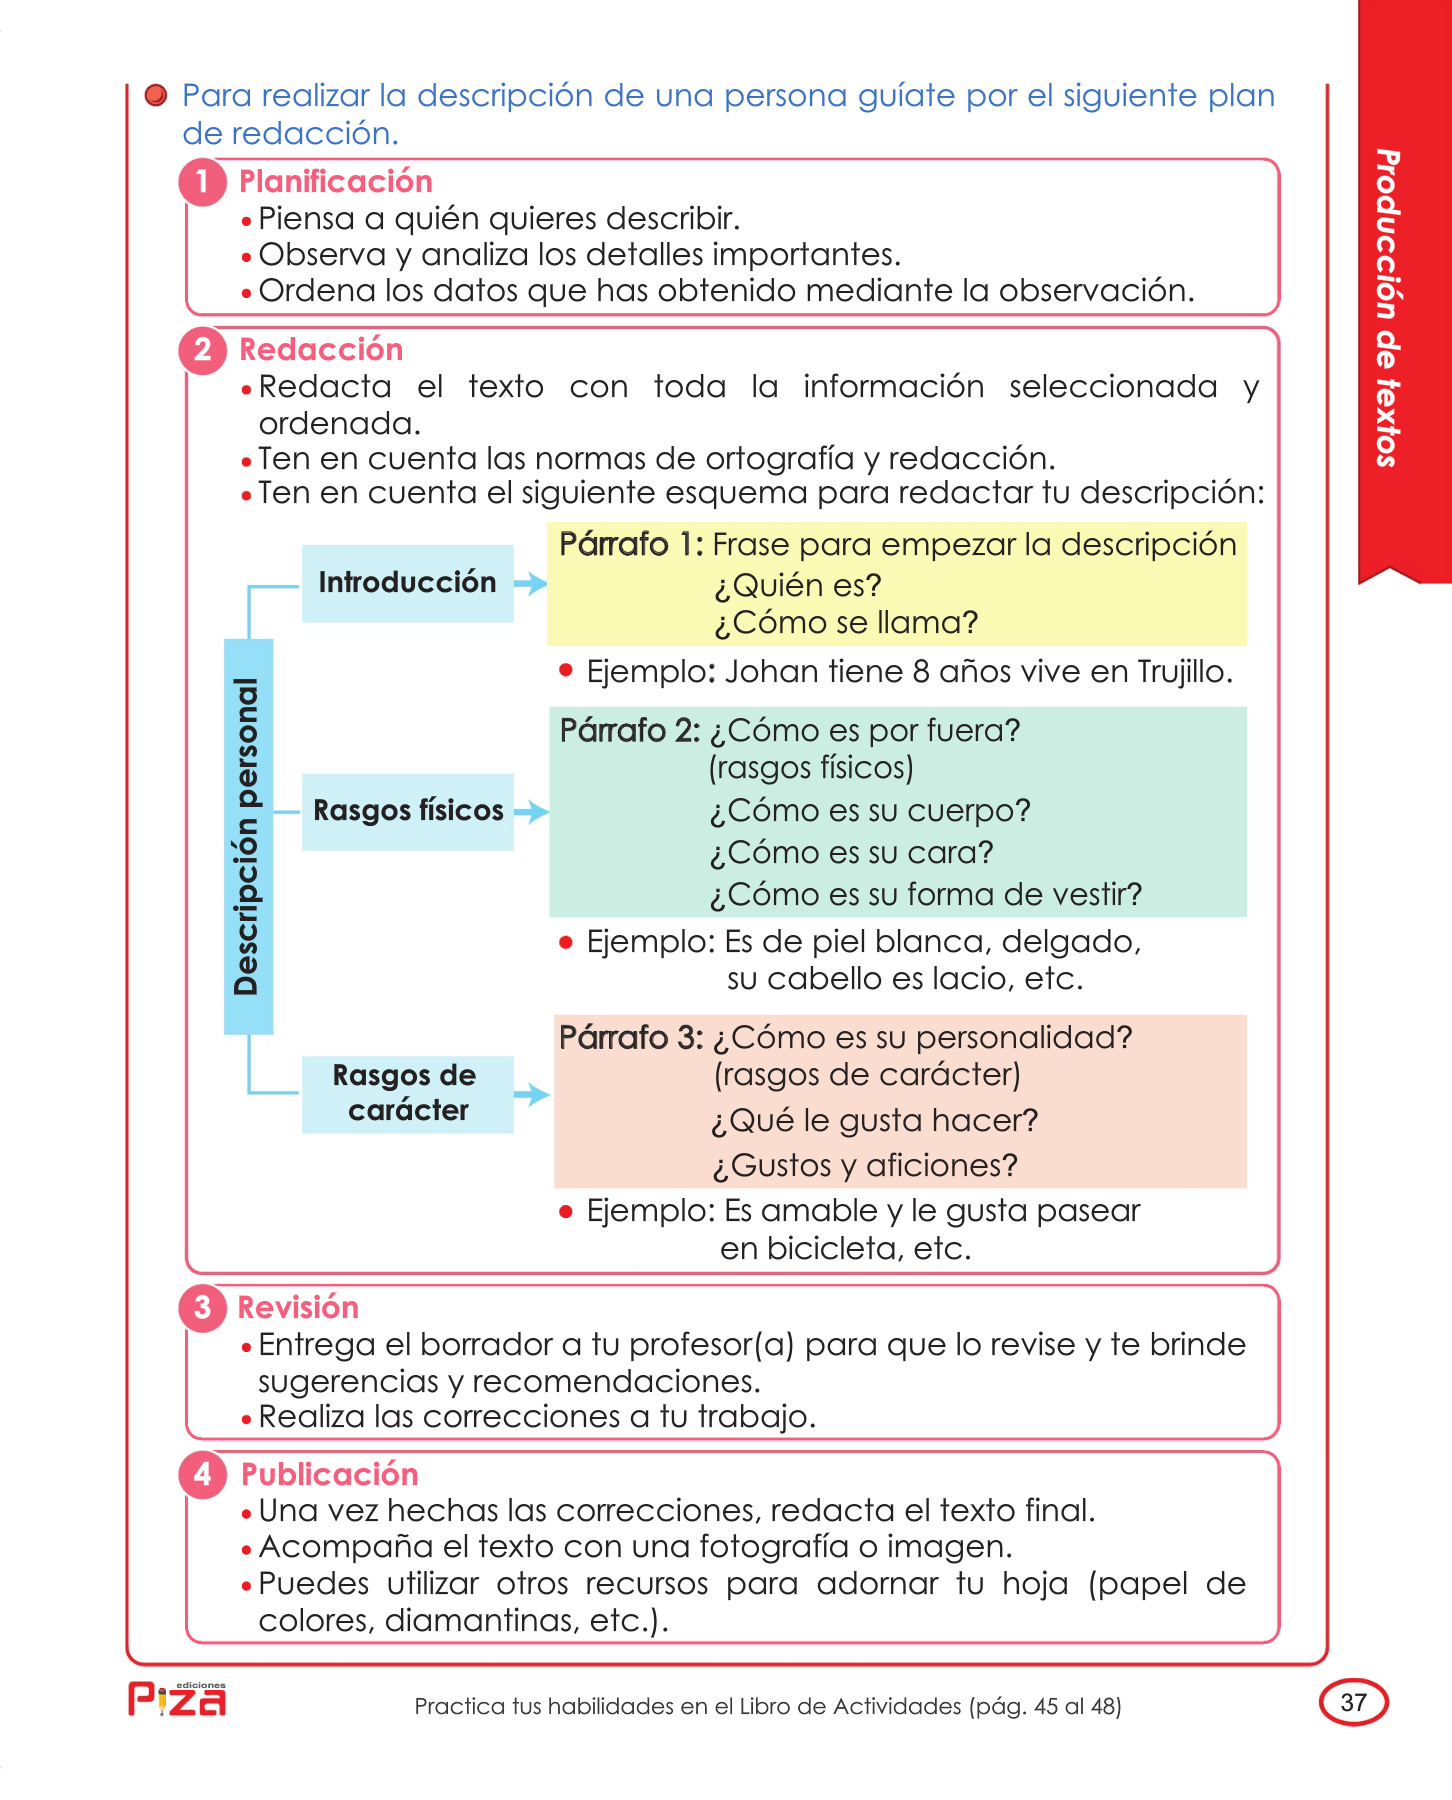 Para realizar la descripción de una persona guíate por el siguiente plan
de redacción.
1 Planificación
• Piensa a quién quieres describir.
• Observa y analiza los detalles importantes.
• Ordena los datos que has obtenido mediante la observación.
2 Redacción
• Redacta el texto con toda la información seleccionada y
ordenada.
• Ten en cuenta las normas de ortografía y redacción.
• Ten en cuenta el siguiente esquema para redactar tu descripción:
Descripción personal
Introducción
Párrafo 1: Frase para empezar la descripción
¿Quién es?
¿Cómo se llama?
• Ejemplo: Johan tiene 8 años vive en Trujillo.
Rasgos físicos
Párrafo 2: ¿Cómo es por fuera?
(rasgos físicos)
¿Cómo es su cuerpo?
¿Cómo es su cara?
¿Cómo es su forma de vestir?
• Ejemplo: Es de piel blanca, delgado,
su cabello es lacio, etc.
Rasgos de
carácter
Párrafo 3: ¿Cómo es su personalidad?
(rasgos de carácter)
¿Qué le gusta hacer?
¿Gustos y aficiones?
• Ejemplo: Es amable y le gusta pasear
en bicicleta, etc.
3 Revisión
• Entrega el borrador a tu profesor(a) para que lo revise y te brinde
sugerencias y recomendaciones.
• Realiza las correcciones a tu trabajo.
4 Publicación
• Una vez hechas las correcciones, redacta el texto final.
• Acompaña el texto con una fotografía o imagen.
• Puedes utilizar otros recursos para adornar tu hoja (papel de
colores, diamantinas, etc.).
Producción de textos
ediciones
Piza
Practica tus habilidades en el Libro de Actividades (pág. 45 al 48)
37